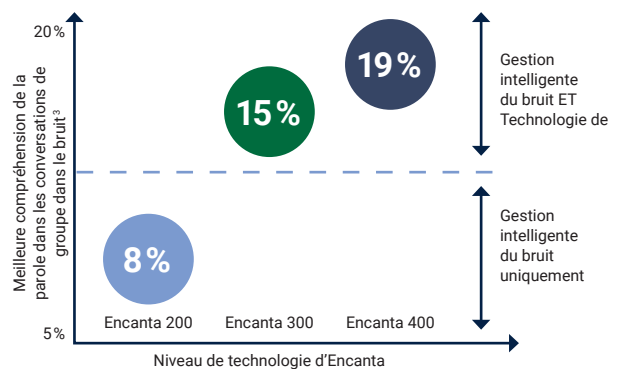 20 %
Meilleure compréhension de la
parole dans les conversations de
groupe dans le bruit³
5 %
8 %
15 %
19 %
Encanta 200
Encanta 300
Encanta 400
Niveau de technologie d’Encanta
Gestion
intelligente
du bruit ET
Technologie de
Gestion
intelligente
du bruit
uniquement